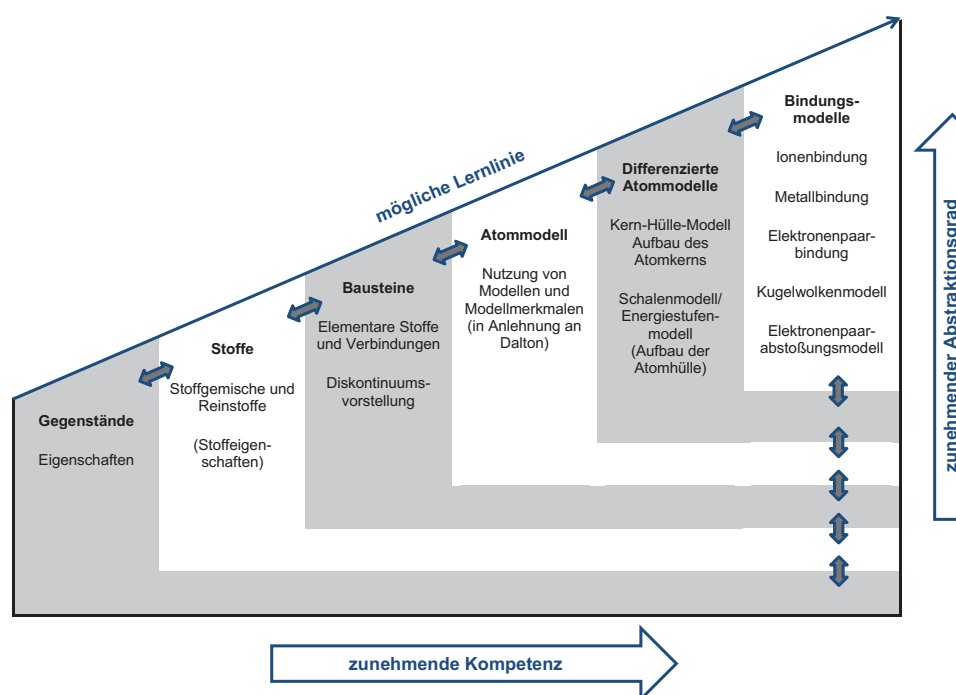 mögliche Lernlinie
Gegenstände
Eigenschaften
Stoffe
Stoffgemische und
Reinstoffe
(Stoffeigen-
schaften)
Bausteine
Elementare Stoffe
und Verbindungen
Diskontinuums-
vorstellung
Atommodell
Nutzung von
Modellen und
Modellmerkmalen
(in Anlehnung an
Dalton)
Differenzierte
Atommodelle
Kern-Hülle-Modell
Aufbau des
Atomkerns
Schalenmodell/
Energiestufen-
modell
(Aufbau der
Atomhülle)
Bindungs-
modelle
Ionenbindung
Metallbindung
Elektronenpaar-
bindung
Kugelwolkenmodell
Elektronenpaar-
abstoßungsmodell
zunehmender Abstraktionsgrad
zunehmende Kompetenz